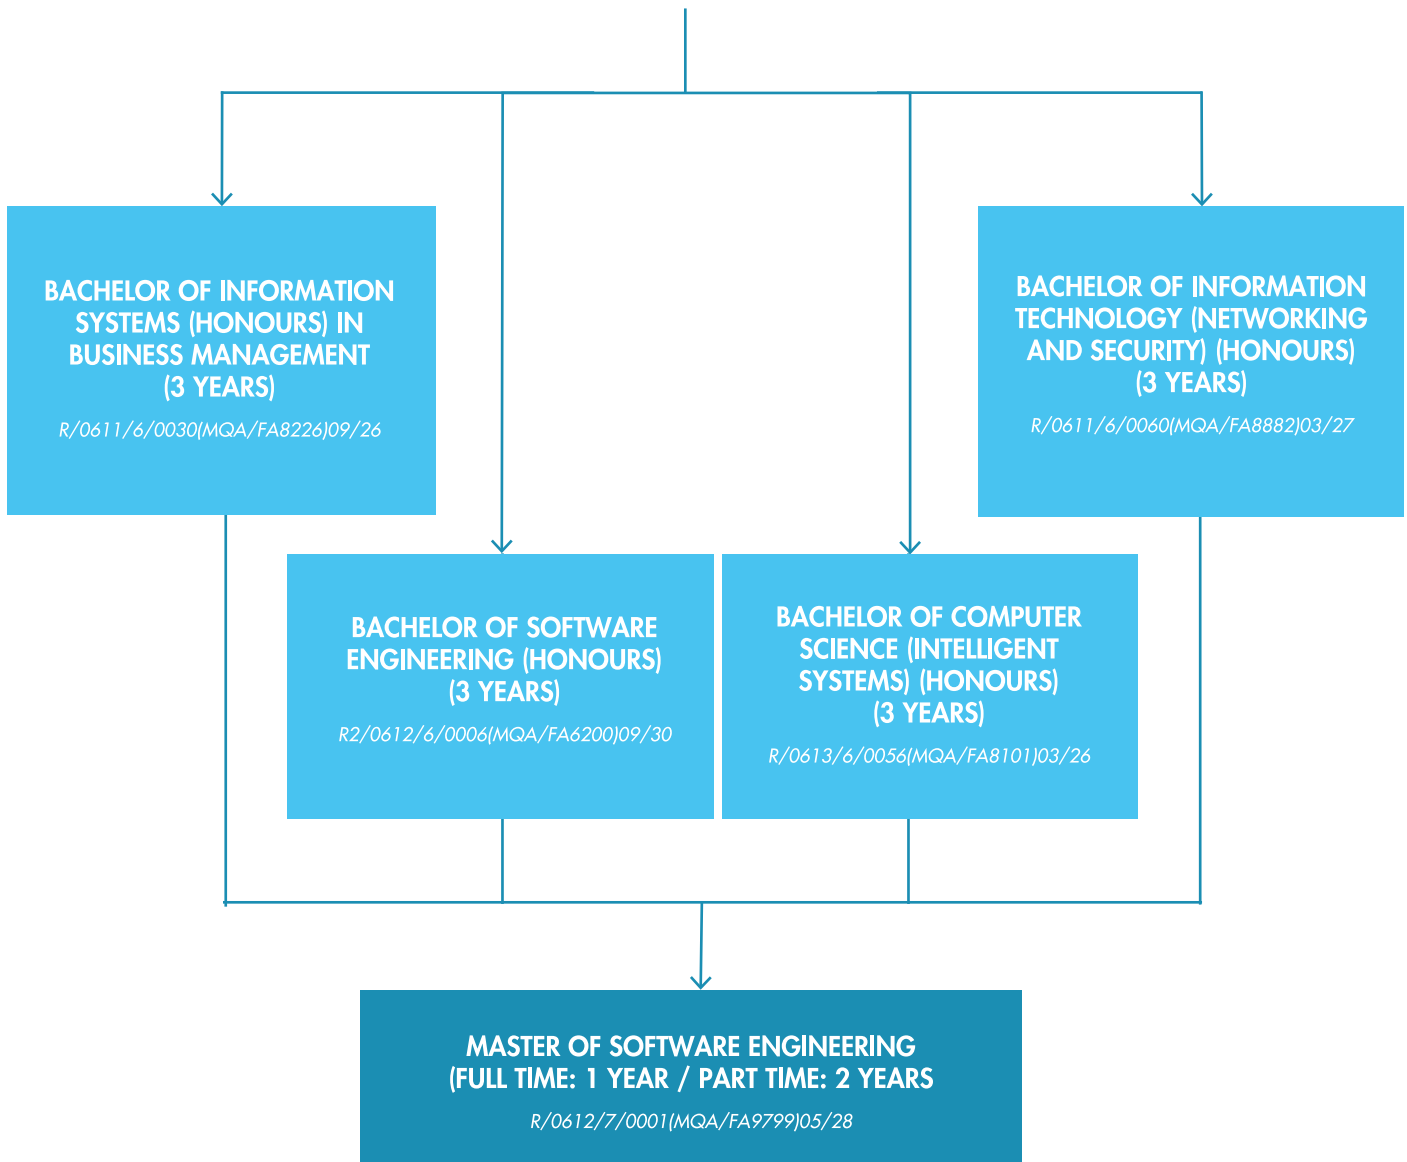 BACHELOR OF INFORMATION
SYSTEMS (HONOURS) IN
BUSINESS MANAGEMENT
(3 YEARS)
R/0611/6/0030(MQA/FA8226)09/26
BACHELOR OF INFORMATION
TECHNOLOGY (NETWORKING
AND SECURITY) (HONOURS)
(3 YEARS)
R/0611/6/0060(MQA/FA8882)03/27
BACHELOR OF SOFTWARE
ENGINEERING (HONOURS)
(3 YEARS)
R2/0612/6/0006(MQA/FA6200)09/30
BACHELOR OF COMPUTER
SCIENCE (INTELLIGENT
SYSTEMS) (HONOURS)
(3 YEARS)
R/0613/6/0056(MQA/FA8101)03/26
MASTER OF SOFTWARE ENGINEERING
(FULL TIME: 1 YEAR / PART TIME: 2 YEARS
R/0612/7/0001(MQA/FA9799)05/28